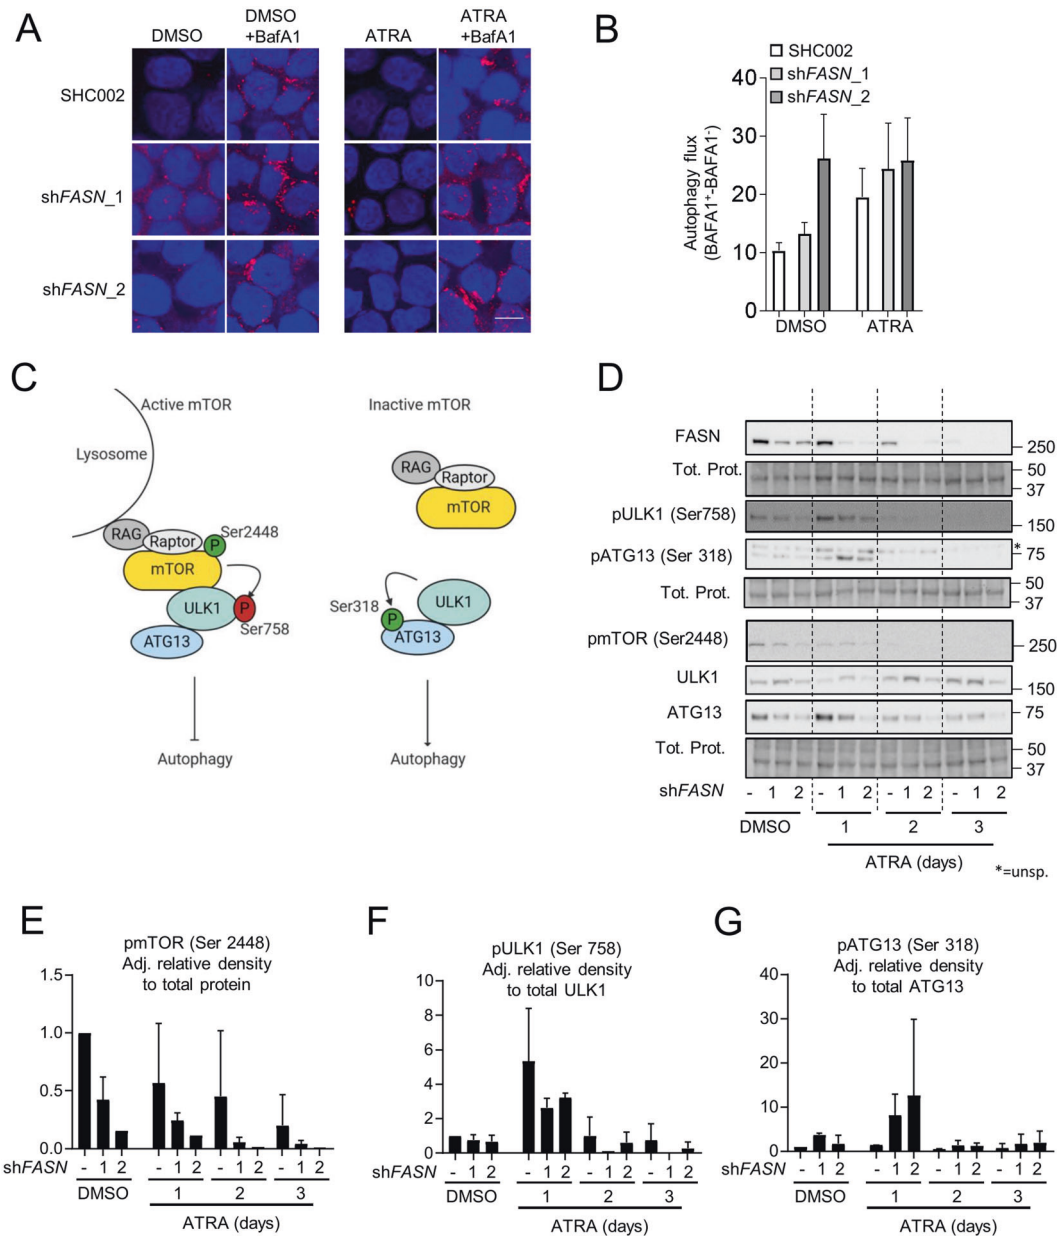 A
DMSO
DMSO
+BafA1
ATRA
ATRA
+BafA1
SHC002
shFASN_1
shFASN_2
B
SHC002
shFASN_1
shFASN_2
Autophagy flux
(BAFA1+-BAFA1-)
40
30
20
10
0
DMSO
ATRA
C
Active mTOR
Inactive mTOR
Lysosome
RAG
Raptor
P
Ser2448
mTOR
ULK1
P
Ser758
ATG13
Autophagy
RAG
Raptor
mTOR
Ser318
P
ULK1
ATG13
Autophagy
D
FASN
250
Tot. Prot.
50
37
pULK1 (Ser758)
150
pATG13 (Ser 318)
*
75
Tot. Prot.
50
37
pmTOR (Ser2448)
250
ULK1
150
ATG13
75
Tot. Prot.
50
37
shFASN
- 1 2 - 1 2 - 1 2 - 1 2
DMSO 1 2 3
ATRA (days)
*=unsp.
E
pmTOR (Ser 2448)
Adj. relative density
to total protein
1.5
1.0
0.5
0.0
shFASN - 1 2 - 1 2 - 1 2 - 1 2
DMSO 1 2 3
ATRA (days)
F
pULK1 (Ser 758)
Adj. relative density
to total ULK1
10
8
6
4
2
0
shFASN - 1 2 - 1 2 - 1 2 - 1 2
DMSO 1 2 3
ATRA (days)
G
pATG13 (Ser 318)
Adj. relative density
to total ATG13
40
30
20
10
0
shFASN - 1 2 - 1 2 - 1 2 - 1 2
DMSO 1 2 3
ATRA (days)